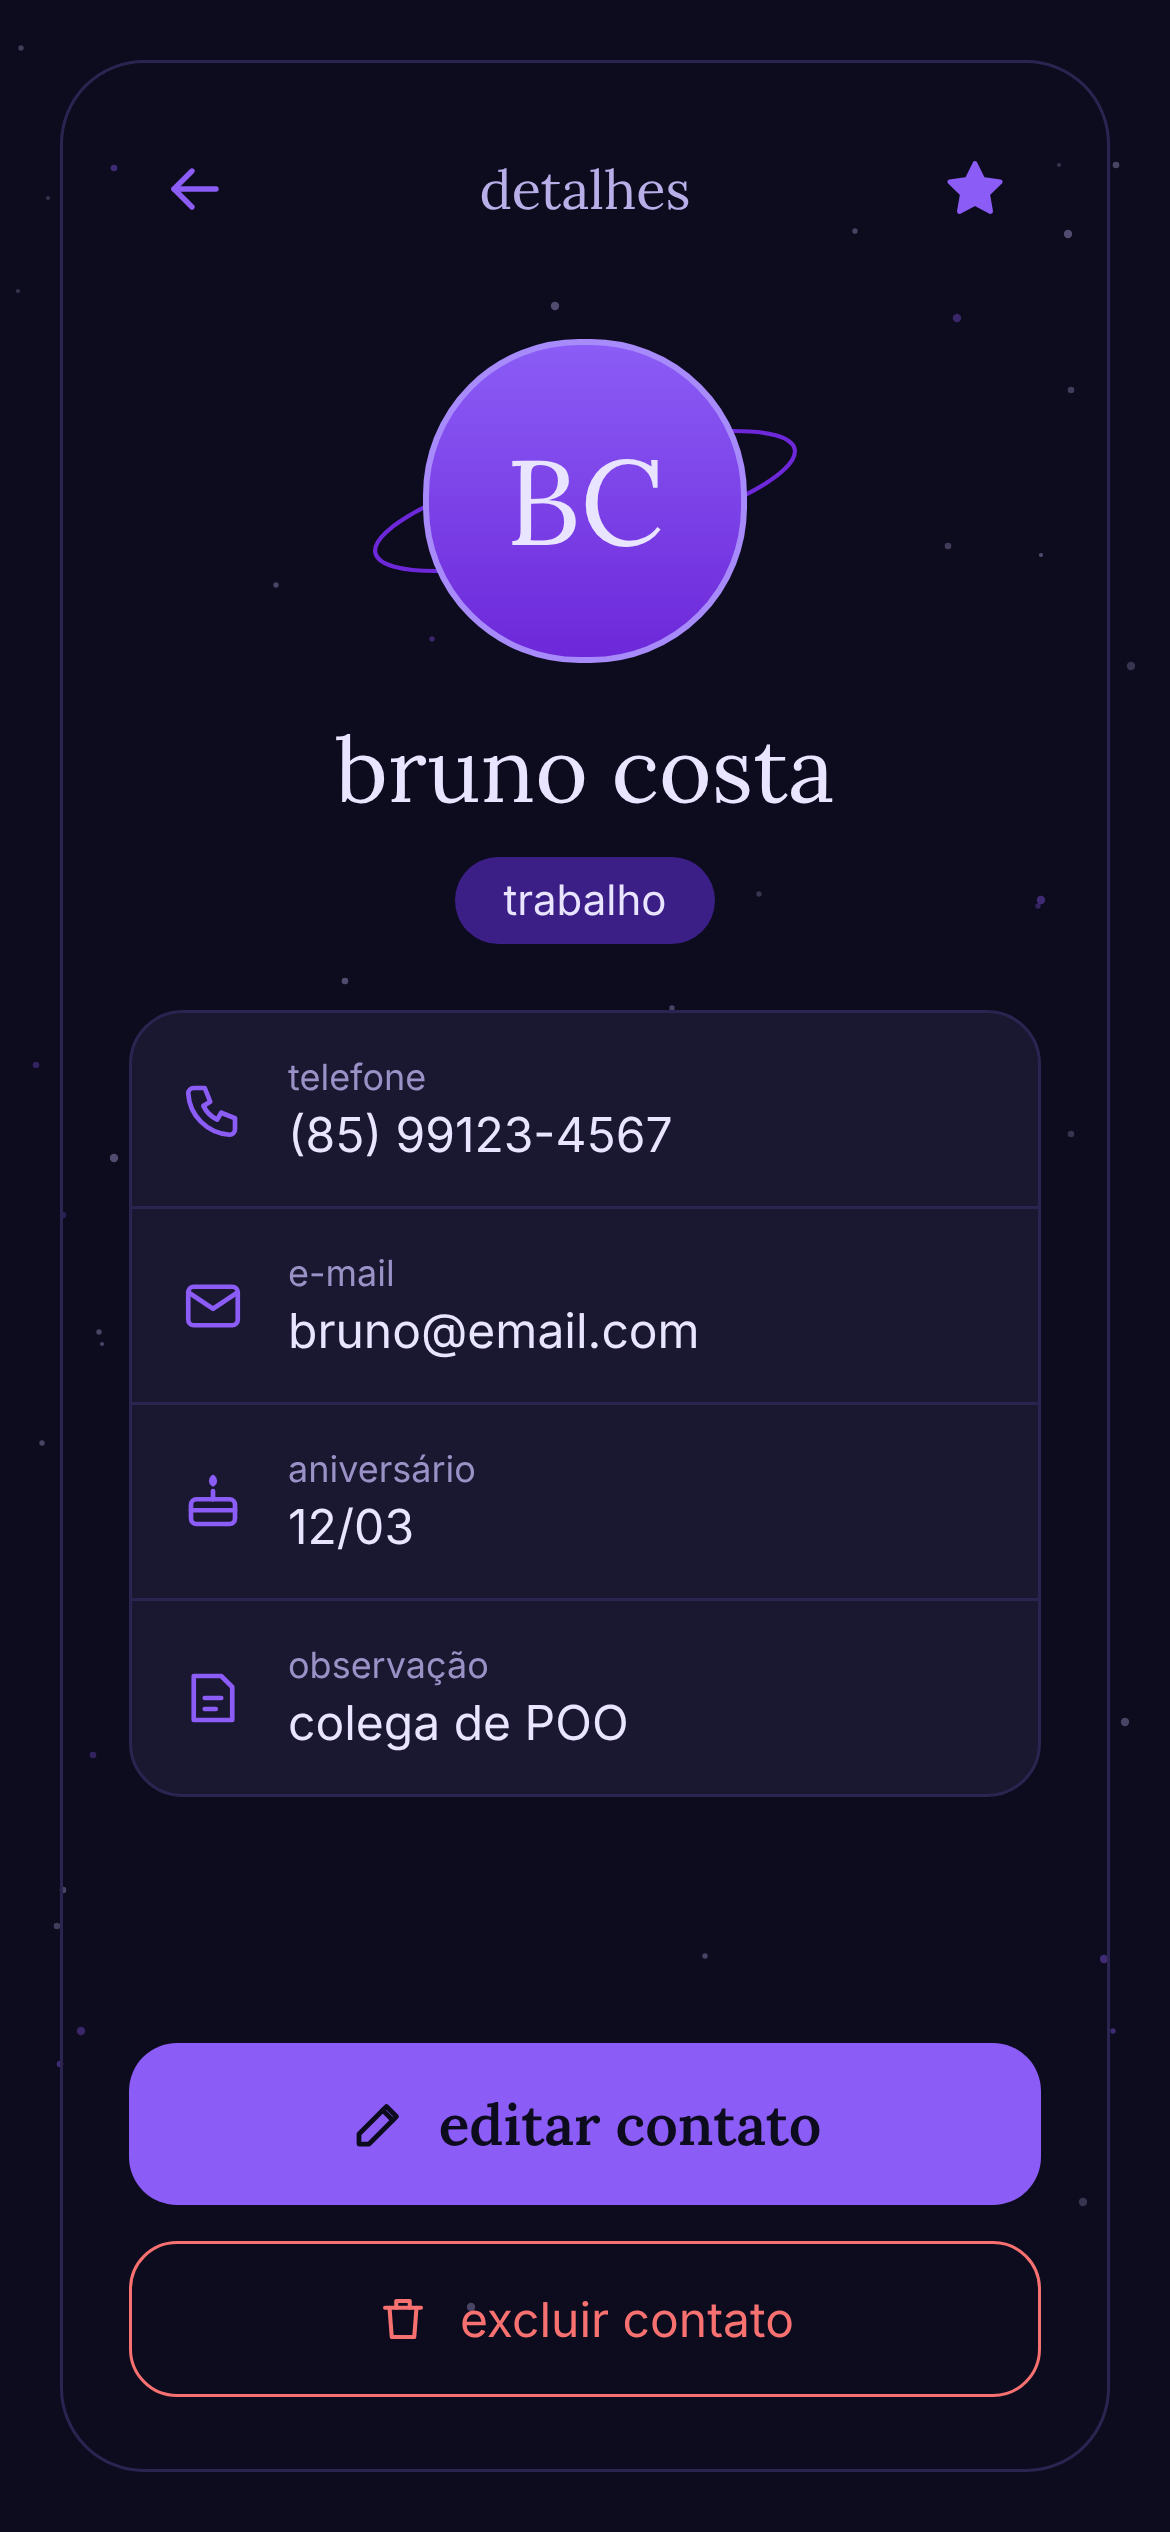 detalhes
BC
bruno costa
trabalho
telefone
(85) 99123-4567
e-mail
bruno@email.com
aniversário
12/03
observação
colega de POO
editar contato
excluir contato